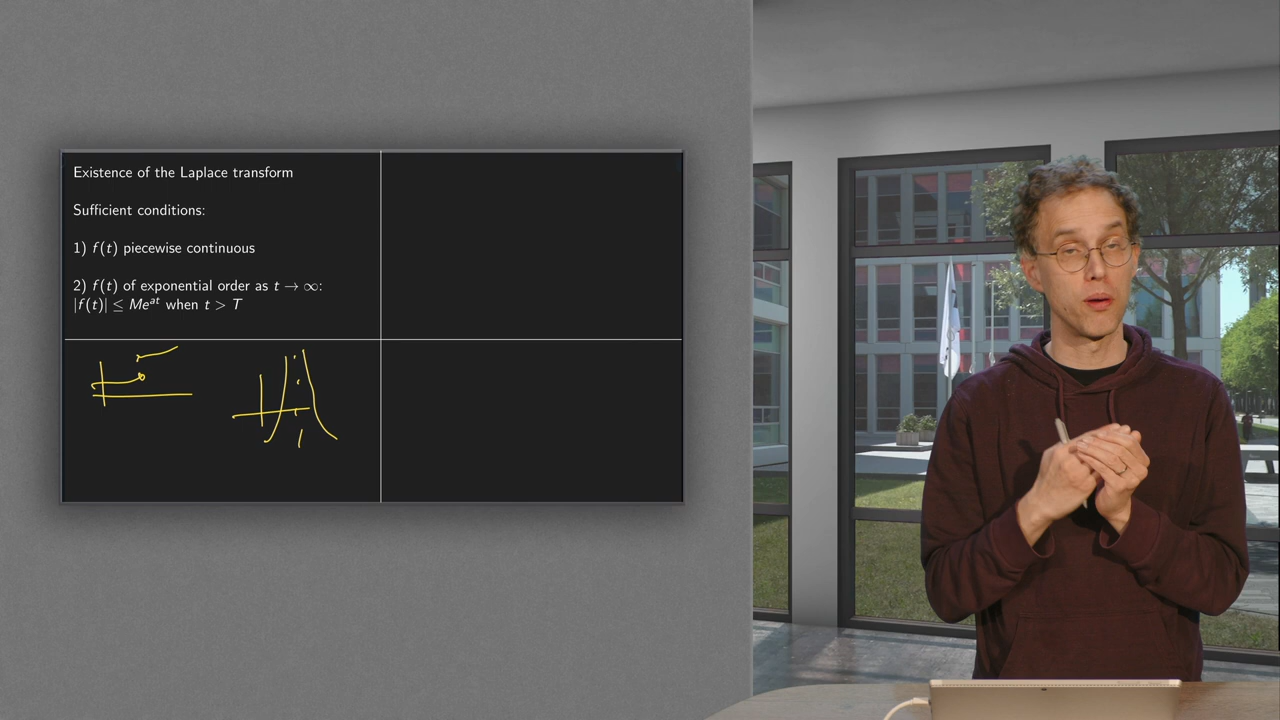 Existence of the Laplace transform
Sufficient conditions:
1) f(t) piecewise continuous
2) f(t) of exponential order as t → ∞:
|f(t)| ≤ Me^{at} when t > T